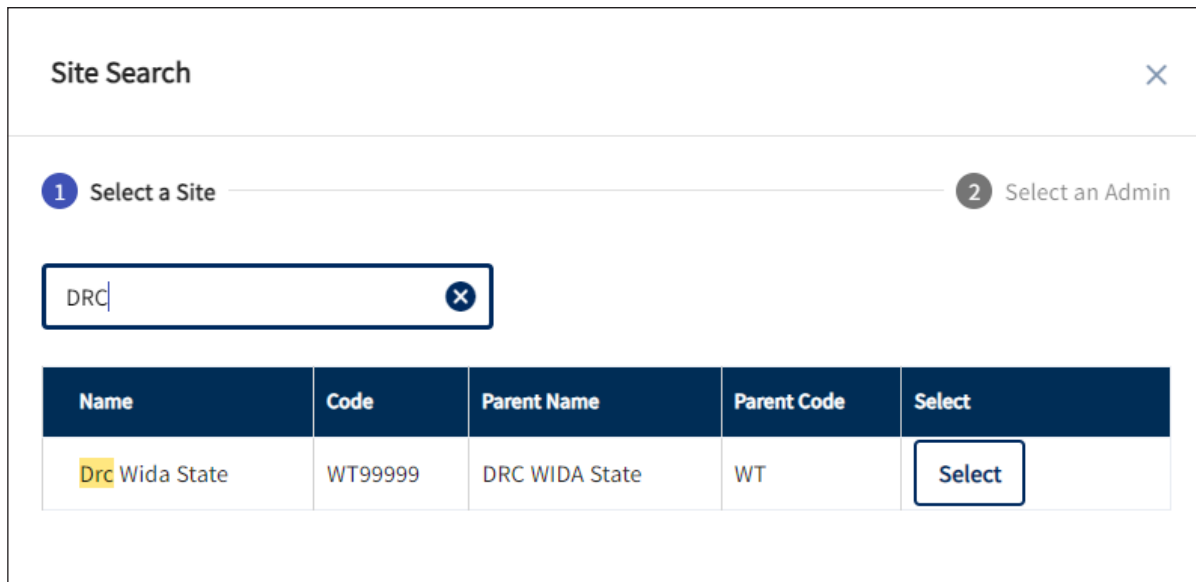 Site Search
1 Select a Site
2 Select an Admin
DRC
Name Code Parent Name Parent Code Select
Drc Wida State WT99999 DRC WIDA State WT Select